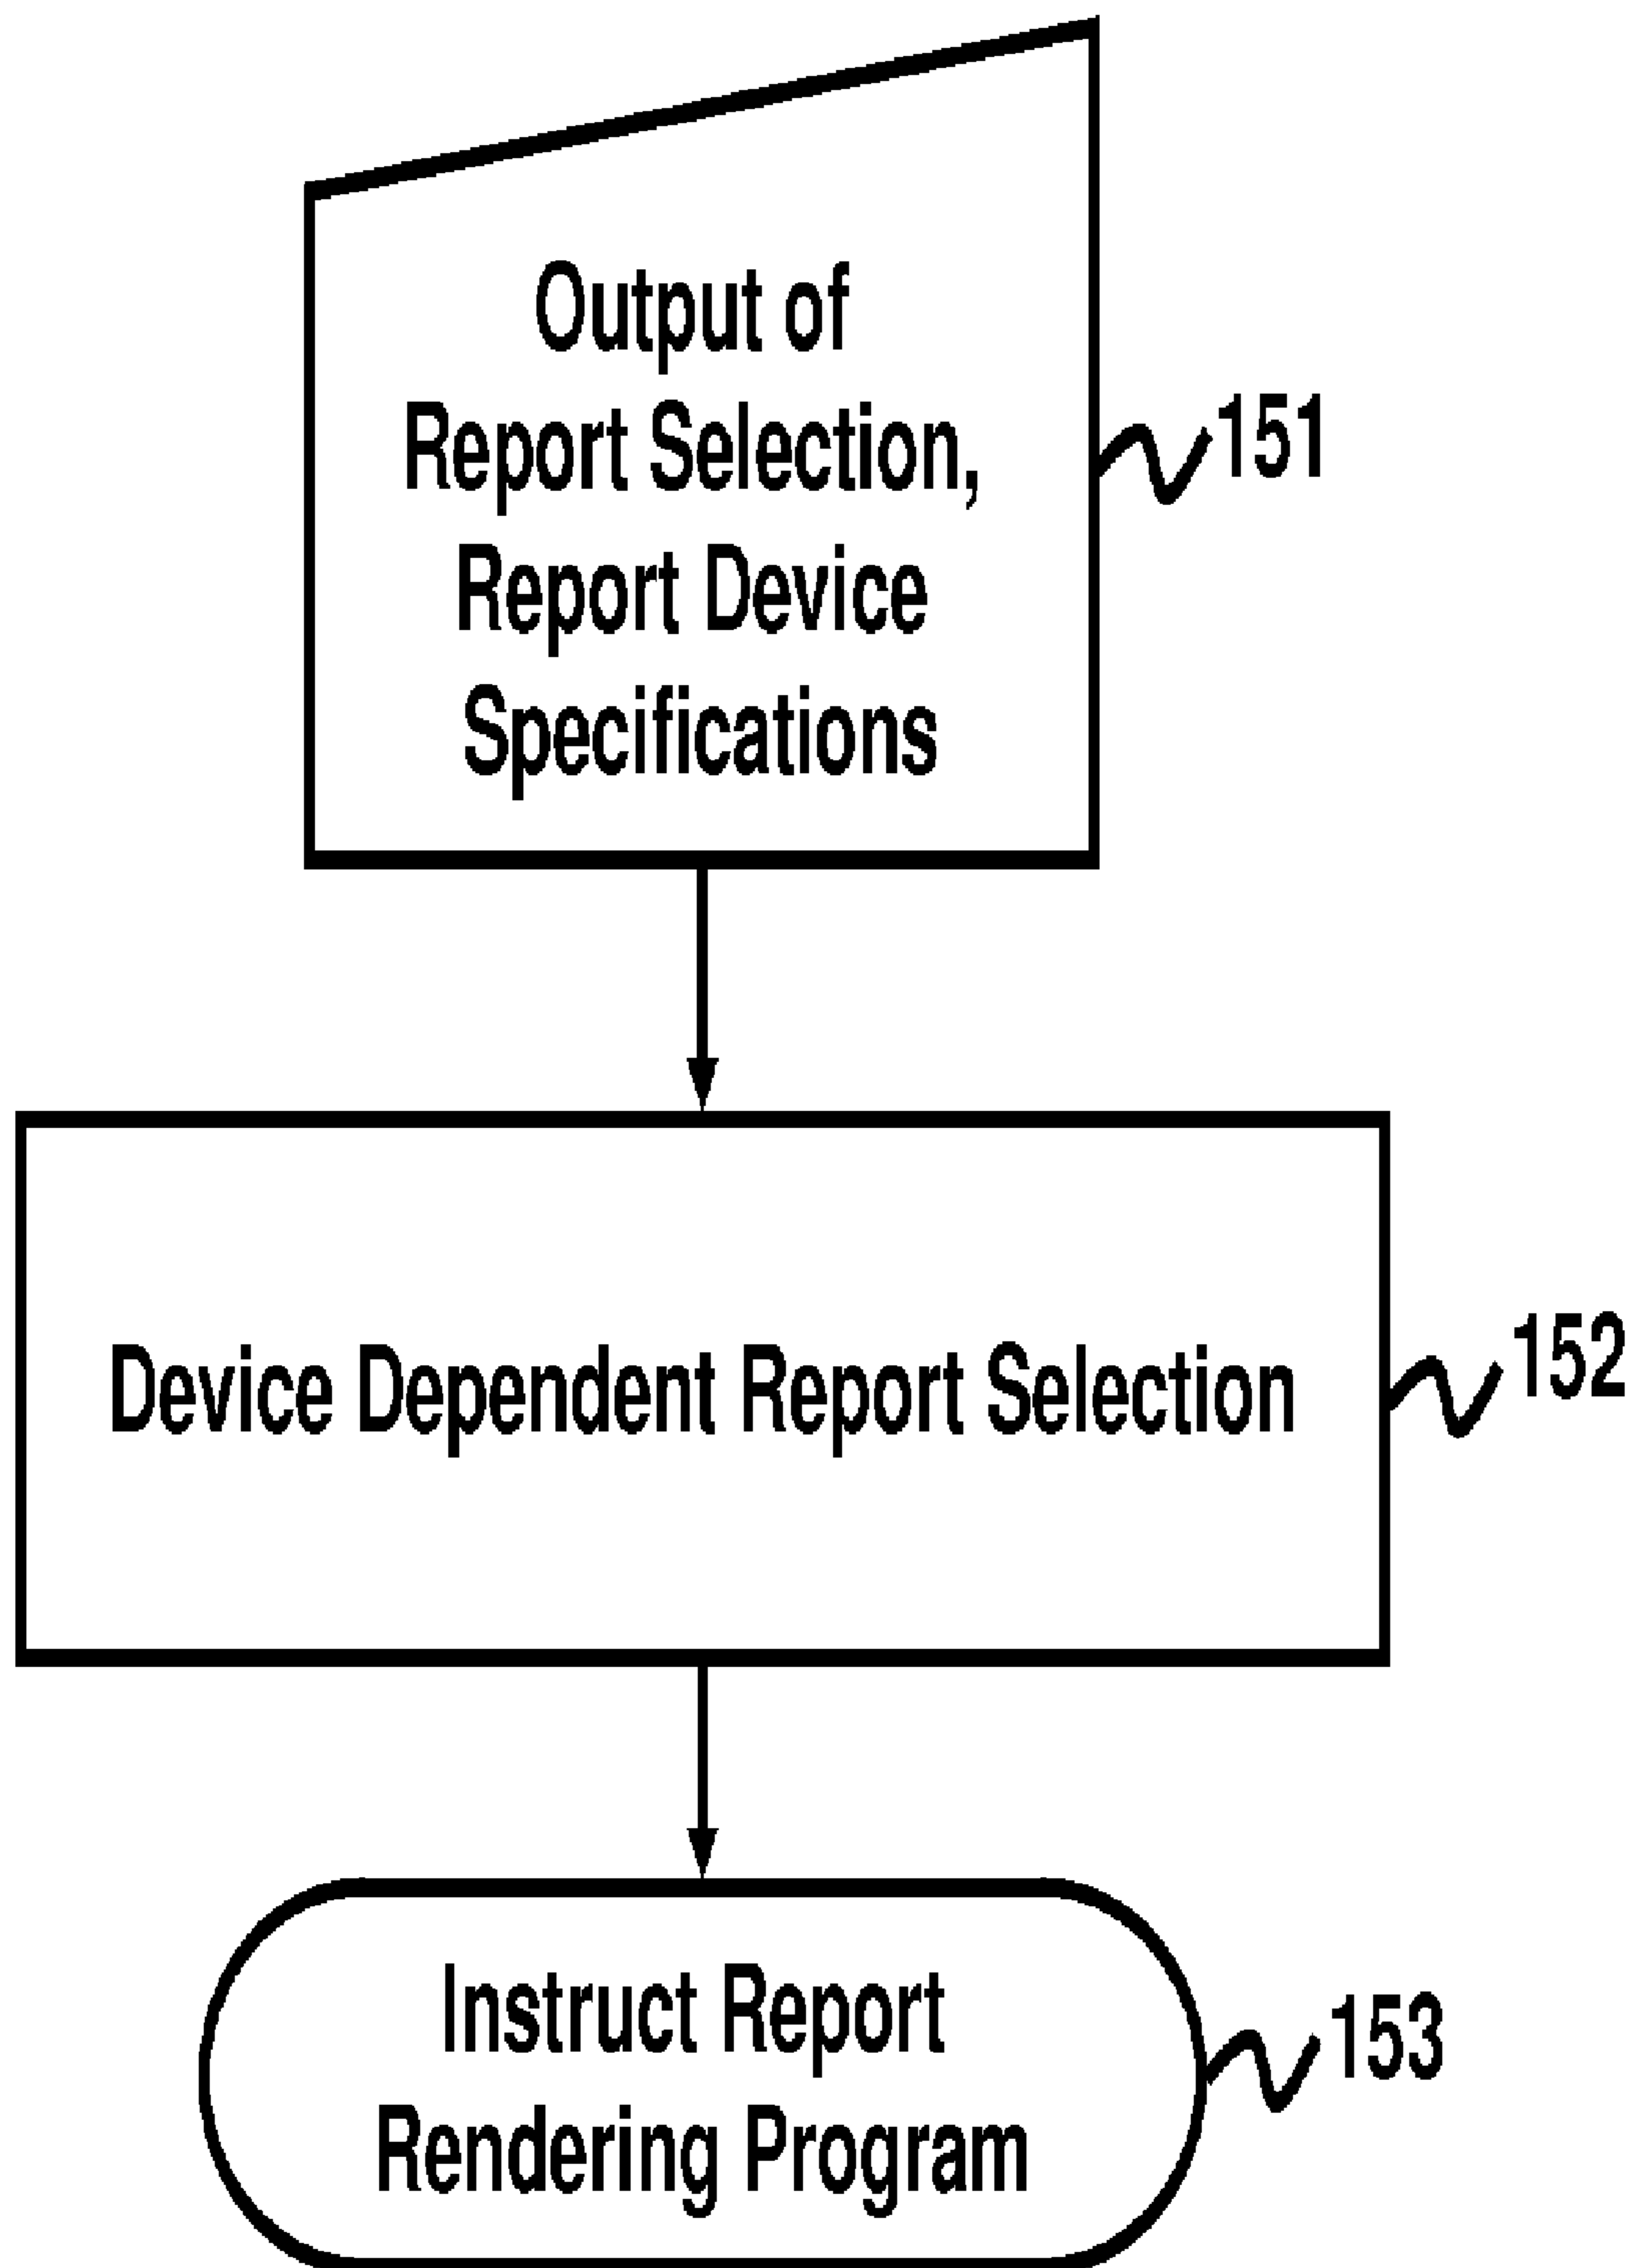 Output of
Report Selection,
Report Device
Specifications
151
Device Dependent Report Selection
152
Instruct Report
Rendering Program
153